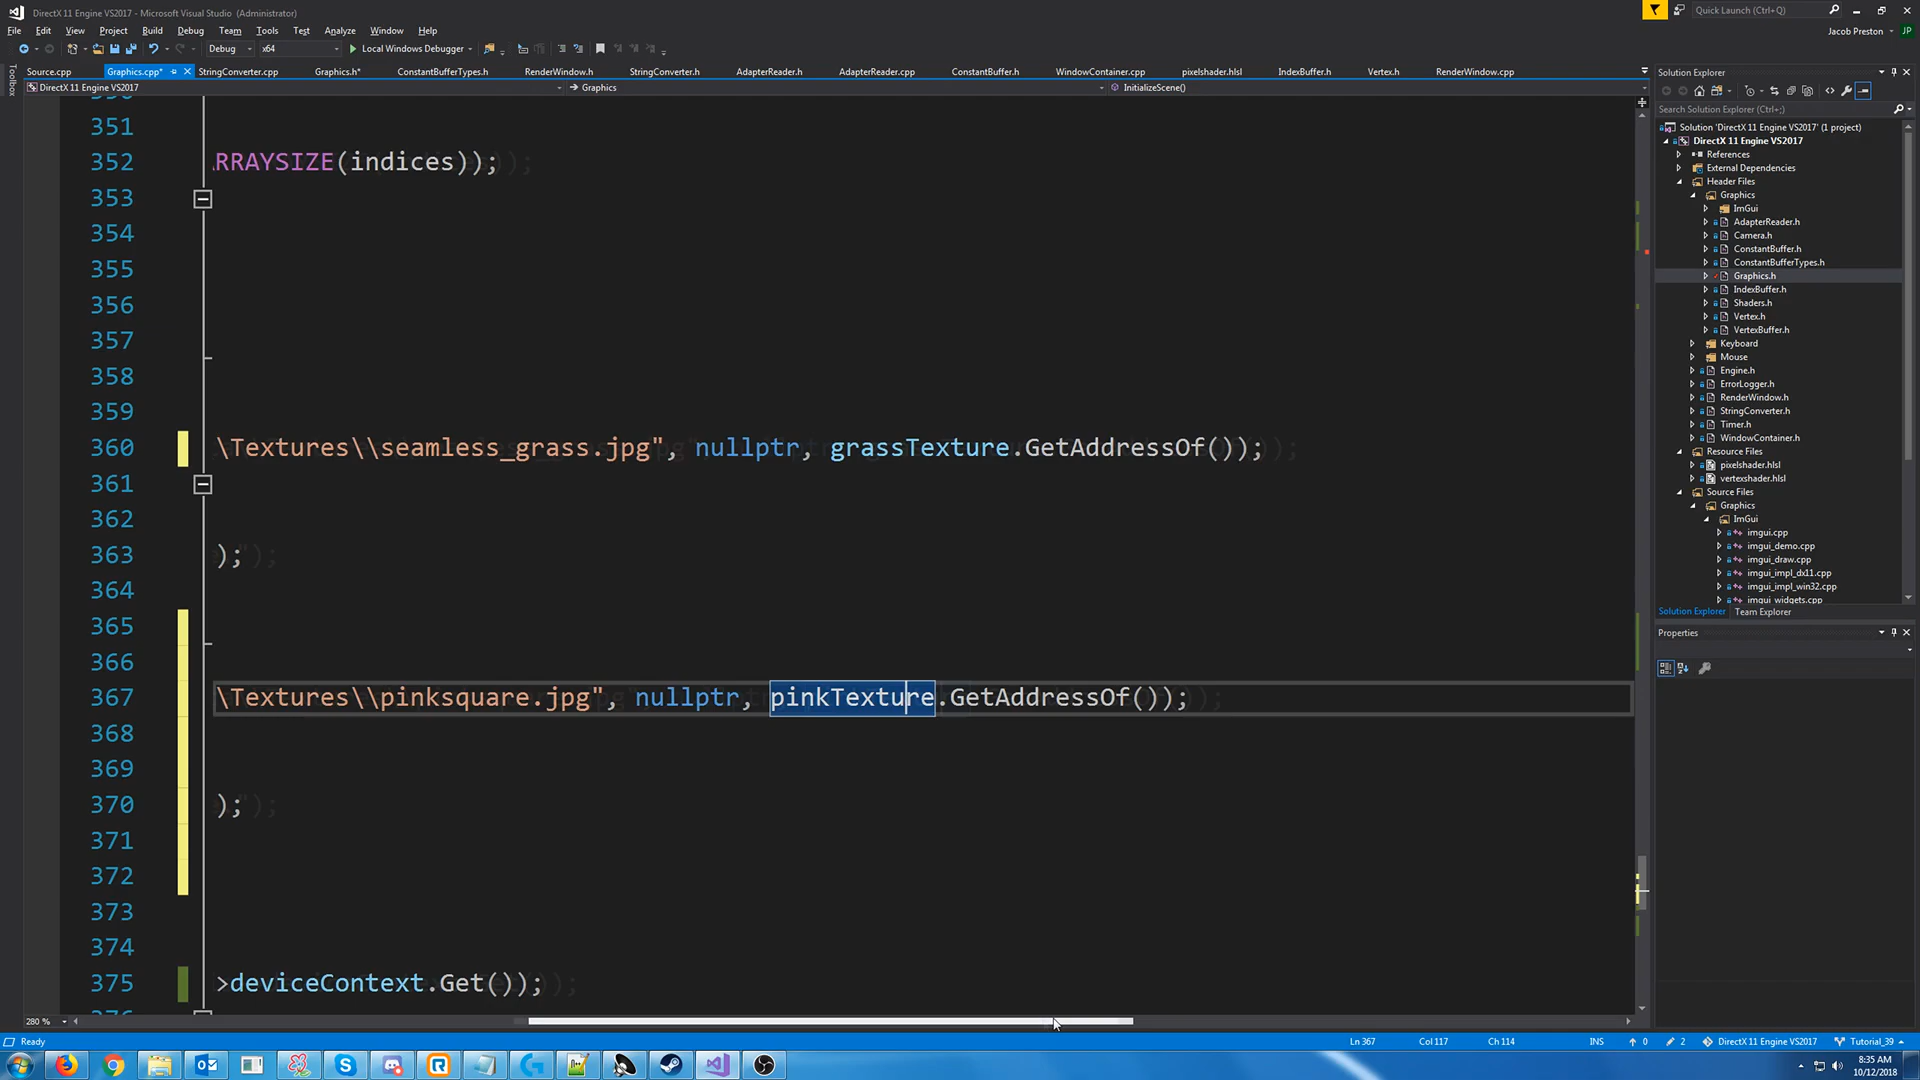 DirectX 11 Engine VS2017 - Microsoft Visual Studio (Administrator)
Quick Launch (Ctrl+;)
File Edit View Project Build Debug Team Tools Test Analyze Window Help
Jacob Preston JP
Debug x64 Local Windows Debugger
Toolbox
Source.cpp Graphics.cpp* StringConverter.cpp Graphics.h* ConstantBufferTypes.h RenderWindow.h StringConverter.h AdapterReader.h AdapterReader.cpp ConstantBuffer.h WindowContainer.cpp pixelshader.hlsl IndexBuffer.h Vertex.h RenderWindow.cpp
DirectX 11 Engine VS2017 Graphics InitializeScene()
351
352 RRAYSIZE(indices));
353
354
355
356
357
358
359
360 \Textures\\seamless_grass.jpg", nullptr, grassTexture.GetAddressOf());
361
362
363 );
364
365
366
367 \Textures\\pinksquare.jpg", nullptr, pinkTexture.GetAddressOf());
368
369
370 );
371
372
373
374
375 >deviceContext.Get());
280 %
Solution Explorer
Search Solution Explorer (Ctrl+;)
Solution 'DirectX 11 Engine VS2017' (1 project)
DirectX 11 Engine VS2017
References
External Dependencies
Header Files
Graphics
ImGui
AdapterReader.h
Camera.h
ConstantBuffer.h
ConstantBufferTypes.h
Graphics.h
IndexBuffer.h
Shaders.h
Vertex.h
VertexBuffer.h
Keyboard
Mouse
Engine.h
ErrorLogger.h
RenderWindow.h
StringConverter.h
Timer.h
WindowContainer.h
Resource Files
pixelshader.hlsl
vertexshader.hlsl
Source Files
Graphics
ImGui
imgui.cpp
imgui_demo.cpp
imgui_draw.cpp
imgui_impl_dx11.cpp
imgui_impl_win32.cpp
imgui_widgets.cpp
Solution Explorer Team Explorer
Properties
Ready Ln 367 Col 117 Ch 114 INS 0 2 DirectX 11 Engine VS2017 Tutorial_39
8:35 AM
10/12/2018